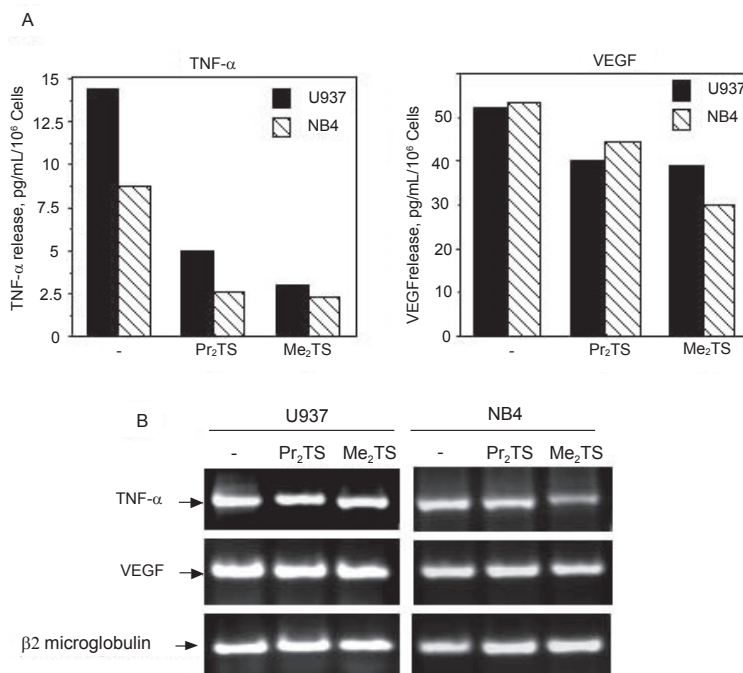 A
TNF-α
TNF-α release, pg/mL/10⁶ Cells
15
12.5
10
7.5
5
2.5
0
U937
NB4
-
Pr₂TS
Me₂TS
VEGF
VEGFrelease, pg/mL/10⁶ Cells
50
40
30
20
10
0
U937
NB4
-
Pr₂TS
Me₂TS
B
U937
NB4
-
Pr₂TS
Me₂TS
-
Pr₂TS
Me₂TS
TNF-α
VEGF
β2 microglobulin